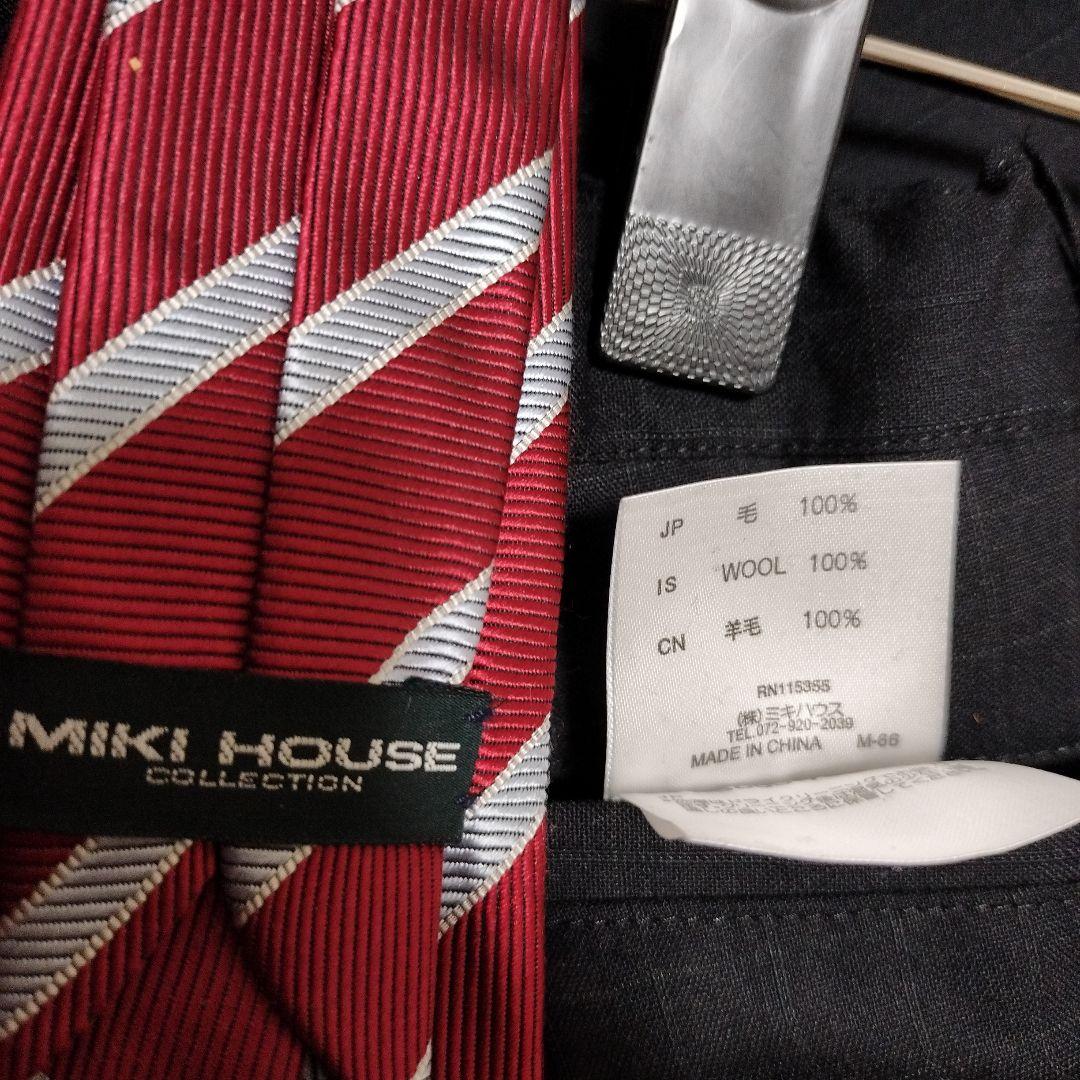 MIKI HOUSE
COLLECTION
JP 毛 100%
IS WOOL 100%
CN 羊毛 100%
RN115355
(株)ミキハウス
TEL.072-920-2039
MADE IN CHINA M-66